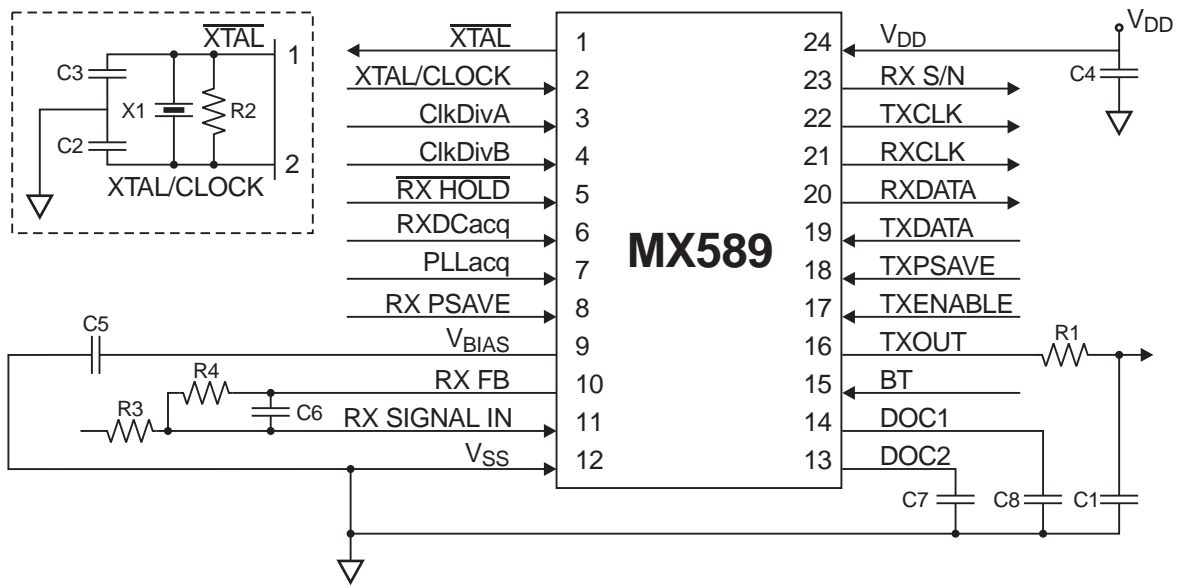 XTAL
1
C3
X1
R2
C2
2
XTAL/CLOCK
XTAL
XTAL/CLOCK
ClkDivA
ClkDivB
RX HOLD
RXDCacq
PLLacq
RX PSAVE
C5
VBIAS
R4
RX FB
C6
R3
RX SIGNAL IN
VSS
1
2
3
4
5
6
7
8
9
10
11
12
MX589
24
23
22
21
20
19
18
17
16
15
14
13
VDD
RX S/N
TXCLK
RXCLK
RXDATA
TXDATA
TXPSAVE
TXENABLE
TXOUT
BT
DOC1
DOC2
VDD
C4
R1
C7
C8
C1